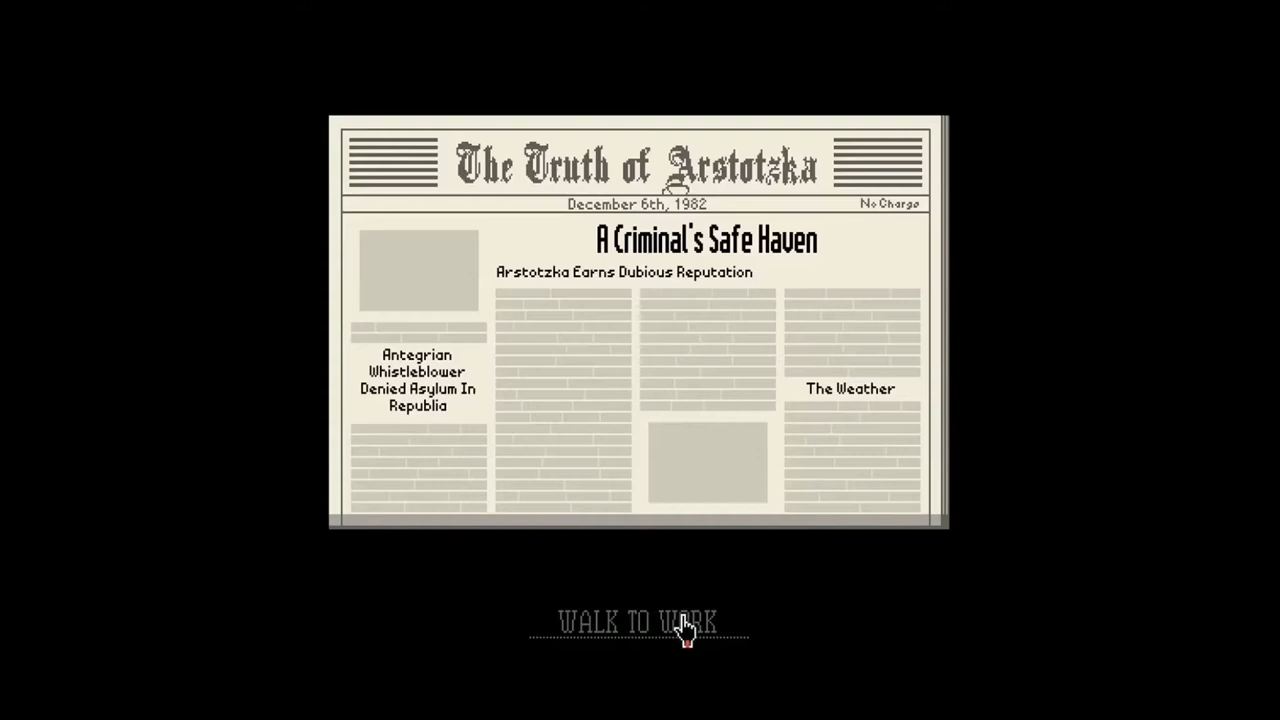 The Truth of Arstotzka
December 6th, 1982
No Charge
A Criminal's Safe Haven
Arstotzka Earns Dubious Reputation
Antegrian
Whistleblower
Denied Asylum In
Republia
The Weather
WALK TO WORK